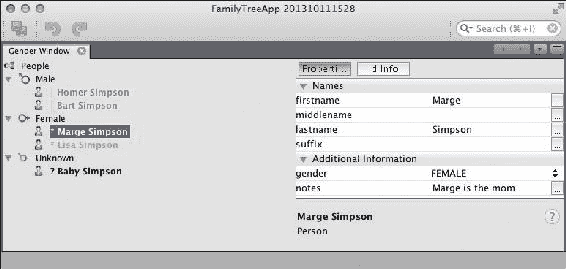 FamilyTreeApp 201310111528
Search (⌘+I)
Gender Window
People
Male
Homer Simpson
Bart Simpson
Female
* Marge Simpson
* Lisa Simpson
Unknown
? Baby Simpson
Properti...
d Info
Names
firstname Marge
middlename
lastname Simpson
suffix
Additional Information
gender FEMALE
notes Marge is the mom
Marge Simpson
Person